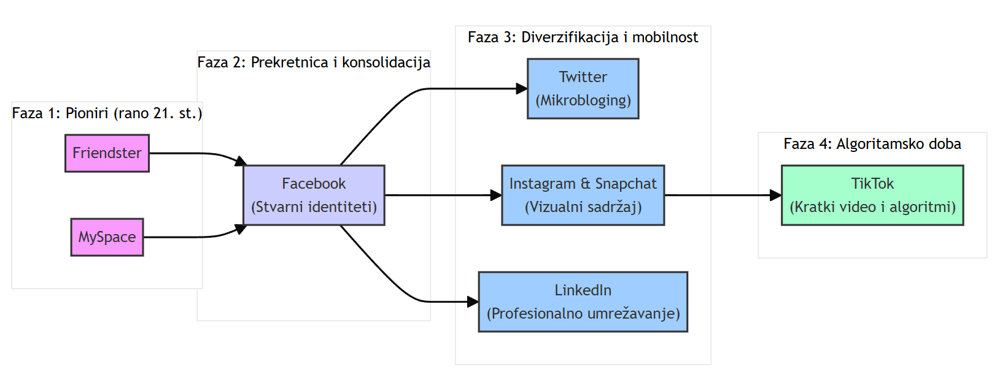 Faza 1: Pioniri (rano 21. st.)
Friendster
MySpace
Faza 2: Prekretnica i konsolidacija
Facebook
(Stvarni identiteti)
Faza 3: Diverzifikacija i mobilnost
Twitter
(Mikrobloging)
Instagram & Snapchat
(Vizualni sadržaj)
LinkedIn
(Profesionalno umrežavanje)
Faza 4: Algoritamsko doba
TikTok
(Kratki video i algoritmi)